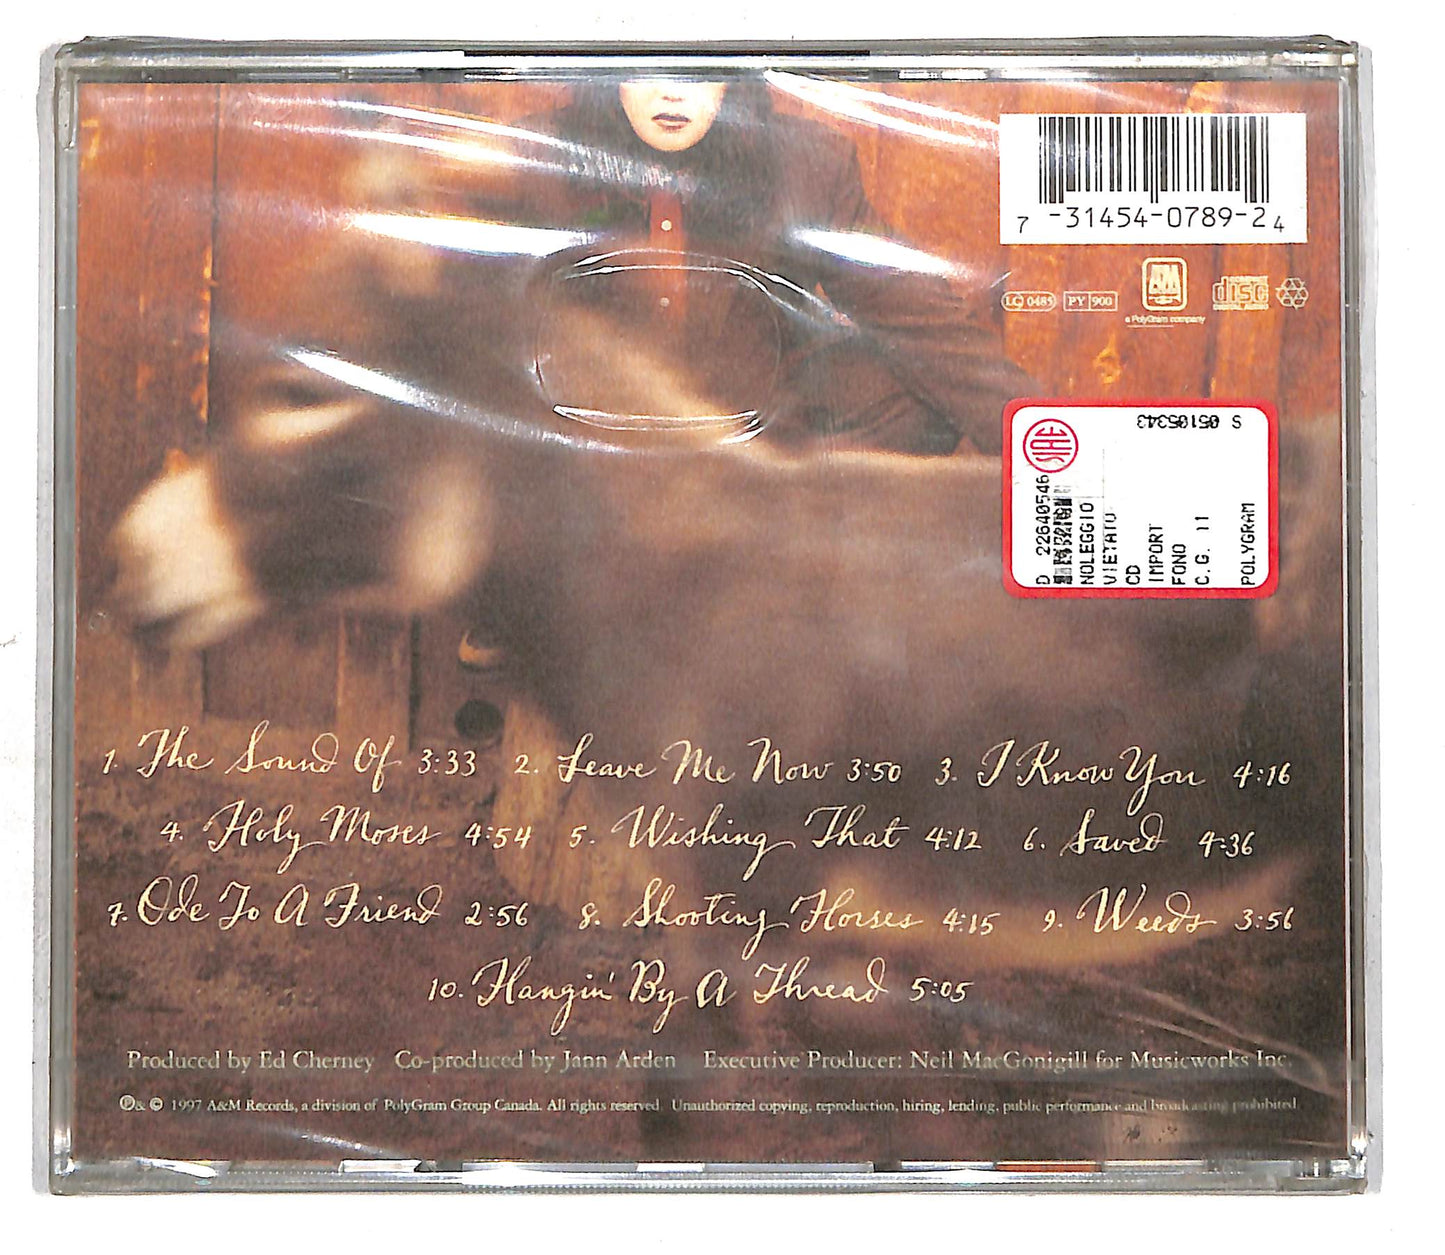 7 -31454-0789-2 4
LC 0485 PY 900 A&M COMPACT disc DIGITAL AUDIO
a PolyGram company
S 05105343
SIAE
D 22640546
NOLEGGIO
VIETATO
CD
IMPORT
FONO
C.G. 11
POLYGRAM
1. The Sound Of 3:33 2. Leave Me Now 3:50 3. I Know You 4:16
4. Holy Moses 4:54 5. Wishing That 4:12 6. Saved 4:36
7. Ode To A Friend 2:56 8. Shooting Horses 4:15 9. Weeds 3:56
10. Hangin' By A Thread 5:05
Produced by Ed Cherney Co-produced by Jann Arden Executive Producer: Neil MacGonigill for Musicworks Inc.
℗& © 1997 A&M Records, a division of PolyGram Group Canada. All rights reserved. Unauthorized copying, reproduction, hiring, lending, public performance and broadcasting prohibited.